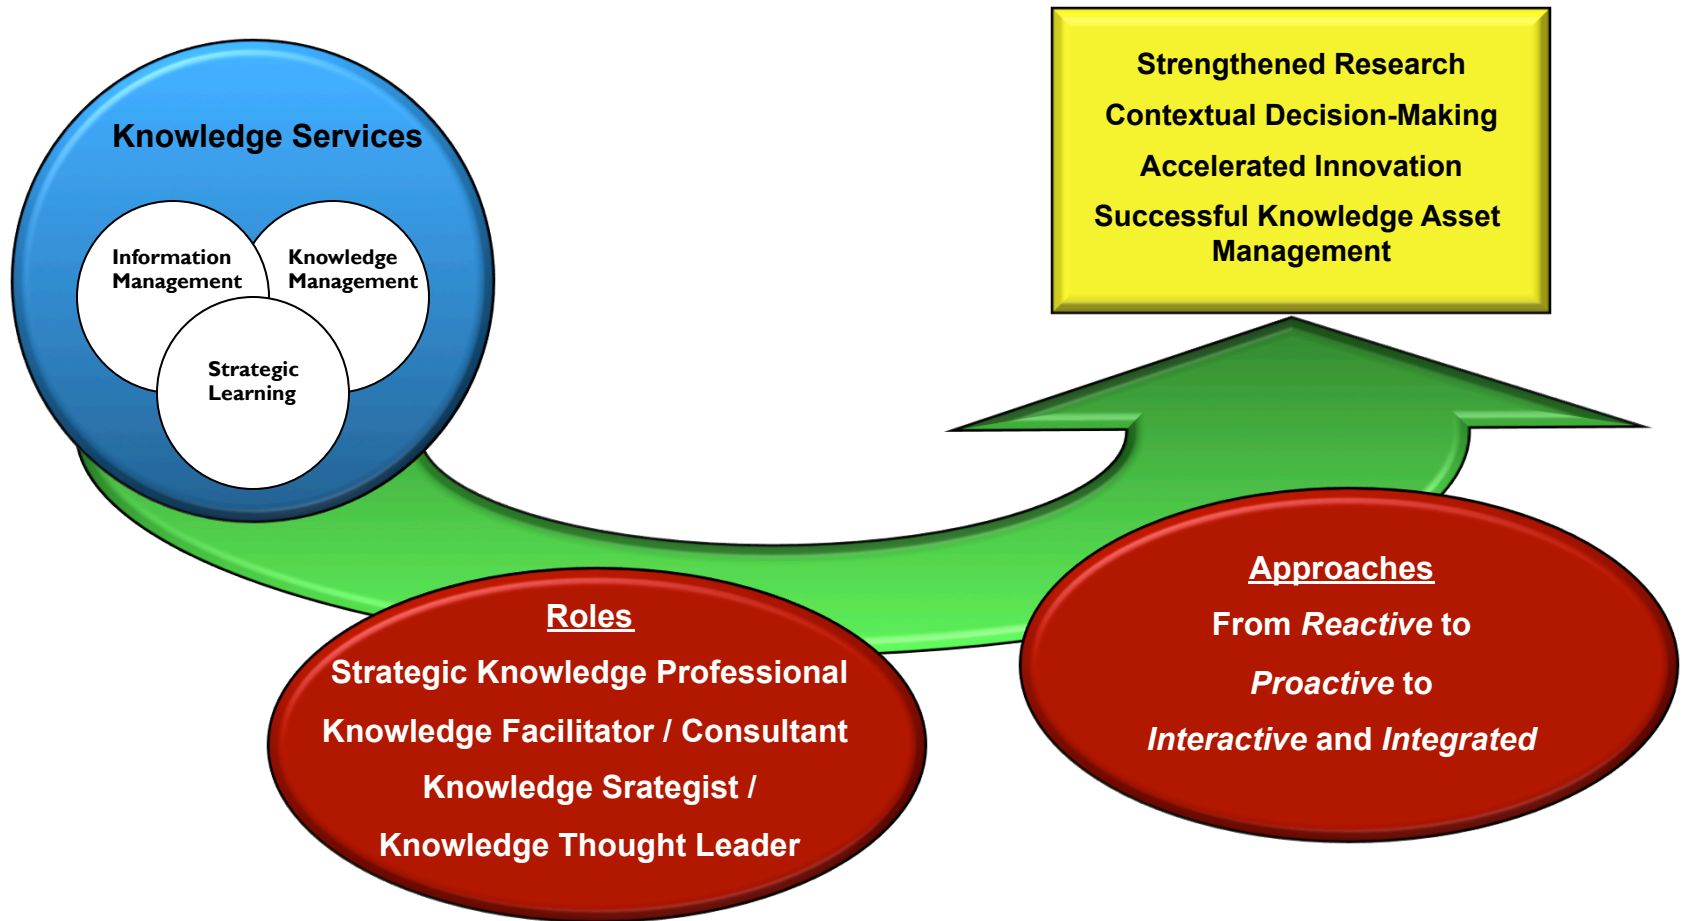 Knowledge Services
Information
Management
Knowledge
Management
Strategic
Learning
Strengthened Research
Contextual Decision-Making
Accelerated Innovation
Successful Knowledge Asset
Management
Roles
Strategic Knowledge Professional
Knowledge Facilitator / Consultant
Knowledge Srategist /
Knowledge Thought Leader
Approaches
From Reactive to
Proactive to
Interactive and Integrated